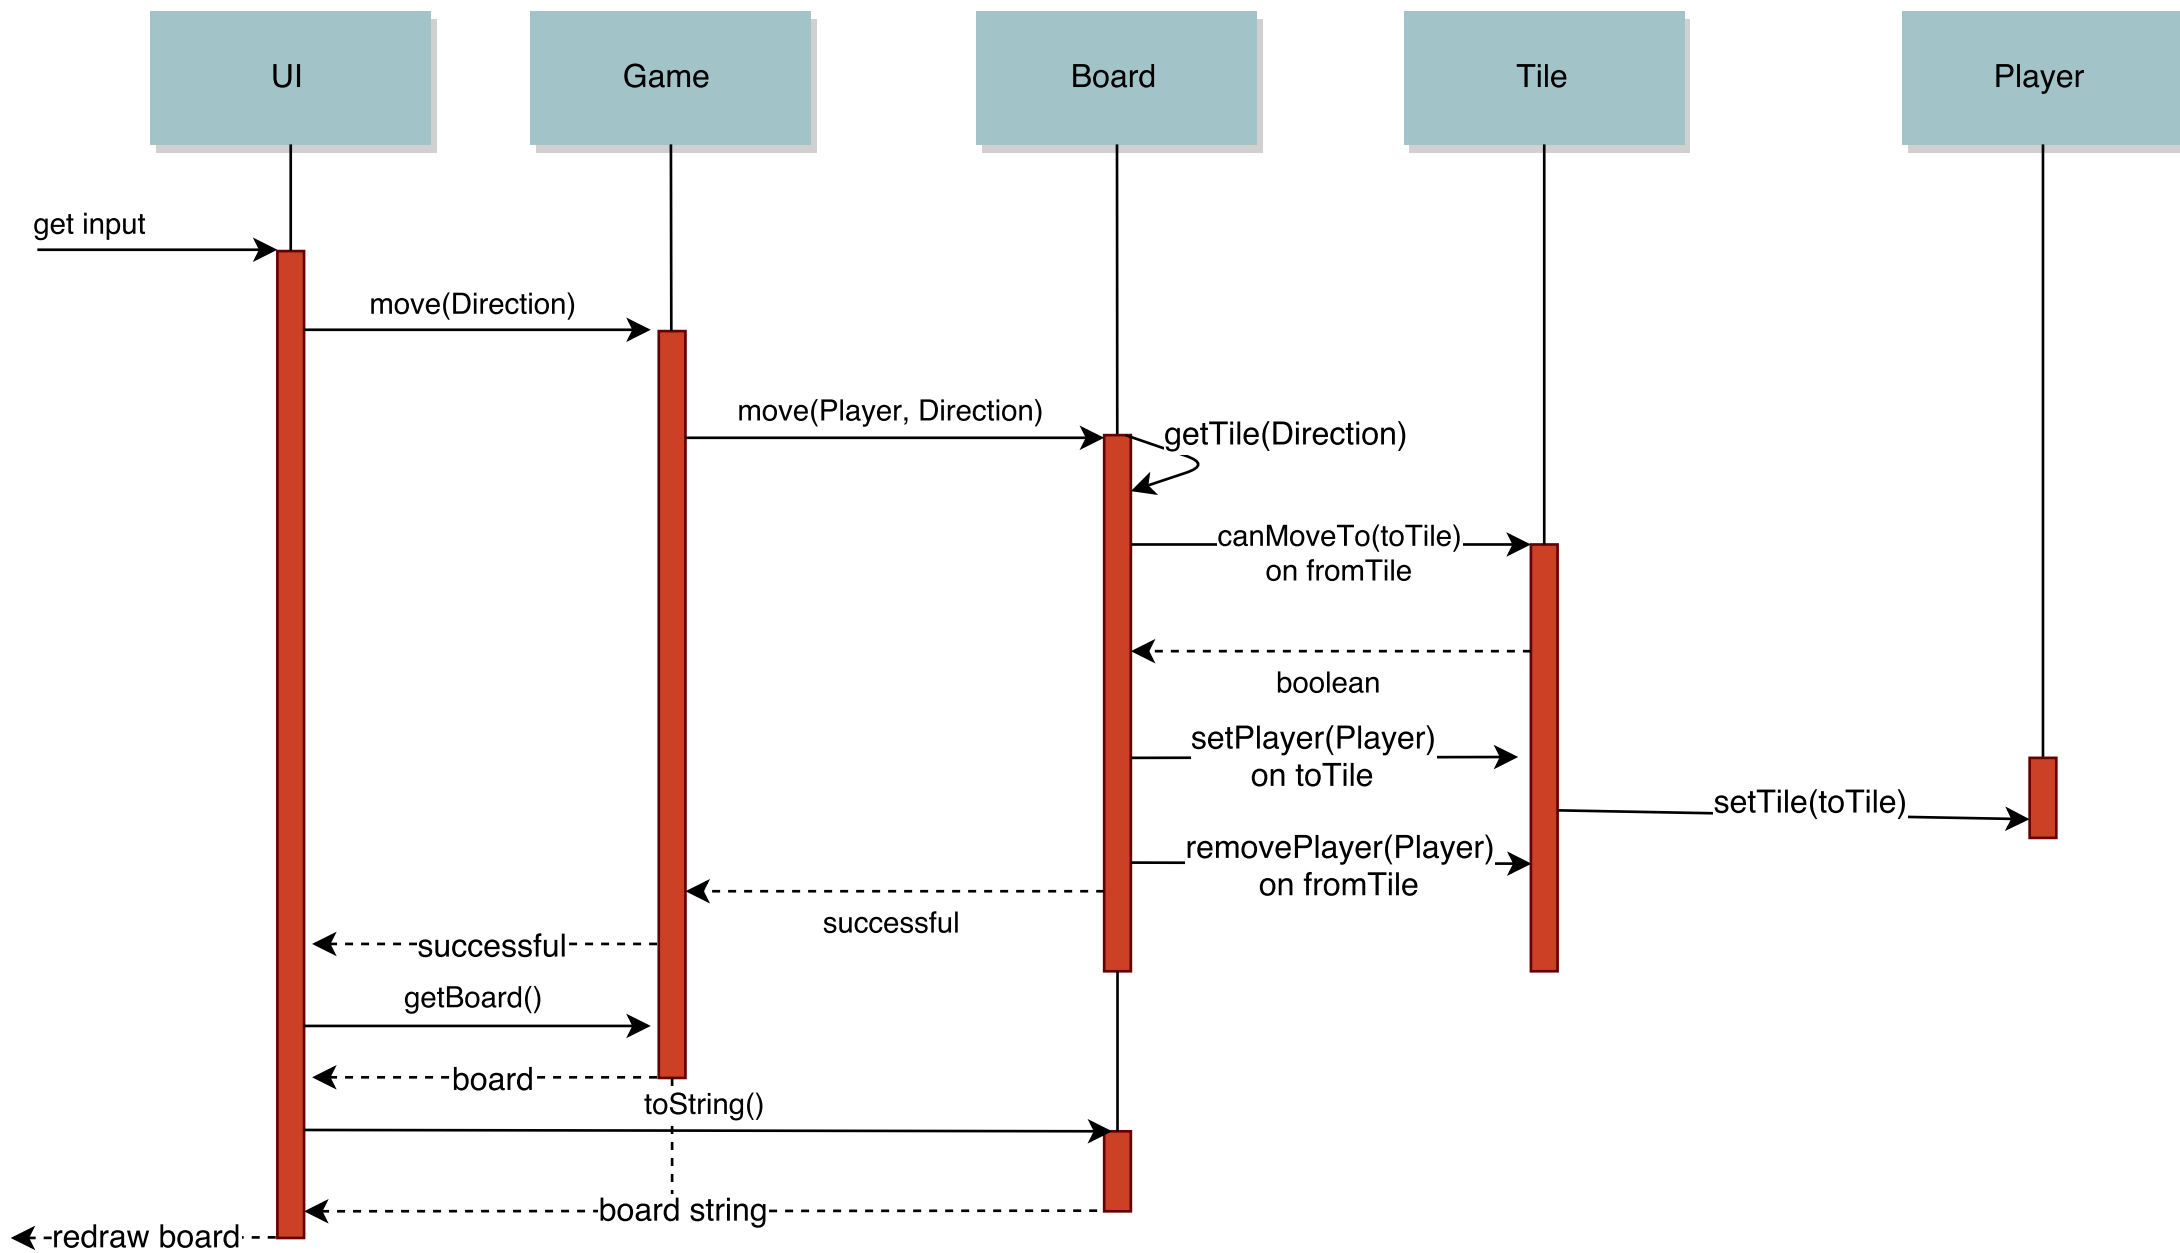 UI
Game
Board
Tile
Player
get input
move(Direction)
move(Player, Direction)
getTile(Direction)
canMoveTo(toTile)
on fromTile
boolean
setPlayer(Player)
on toTile
setTile(toTile)
removePlayer(Player)
on fromTile
successful
successful
getBoard()
board
toString()
board string
redraw board